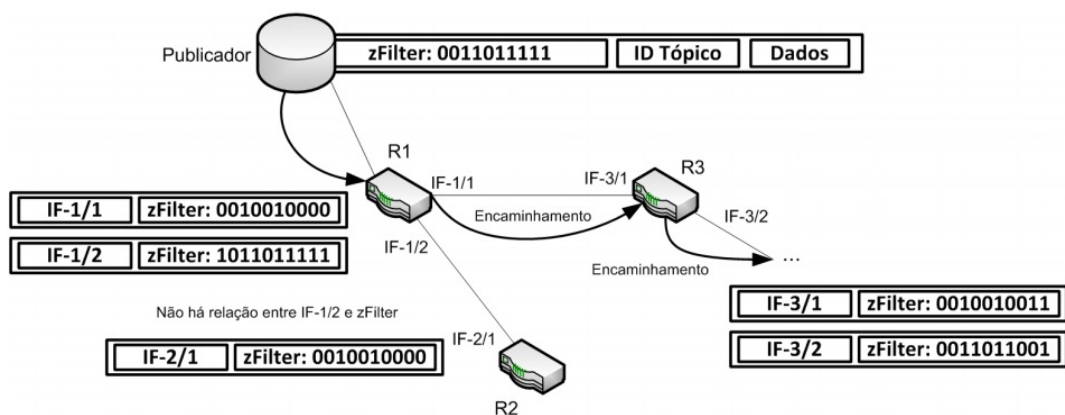 Publicador
zFilter: 0011011111 ID Tópico Dados
R1
IF-1/1
IF-3/1
R3
IF-3/2
Encaminhamento
IF-1/1 zFilter: 0010010000
IF-1/2 zFilter: 1011011111
IF-1/2
Encaminhamento
...
Não há relação entre IF-1/2 e zFilter
IF-3/1 zFilter: 0010010011
IF-3/2 zFilter: 0011011001
IF-2/1
IF-2/1 zFilter: 0010010000
R2